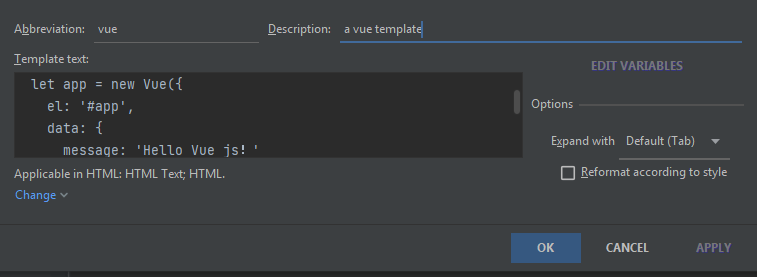 Abbreviation: vue Description: a vue template
Template text:
let app = new Vue({
el: '#app',
data: {
message: 'Hello Vue js! '
EDIT VARIABLES
Options
Expand with Default (Tab)
Reformat according to style
Applicable in HTML: HTML Text; HTML.
Change
OK CANCEL APPLY